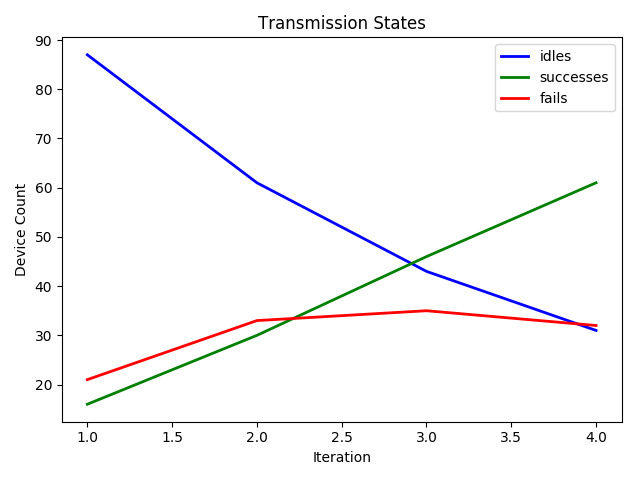 Transmission States
90
80
70
60
50
40
30
20
Device Count
idles
successes
fails
1.0 1.5 2.0 2.5 3.0 3.5 4.0
Iteration